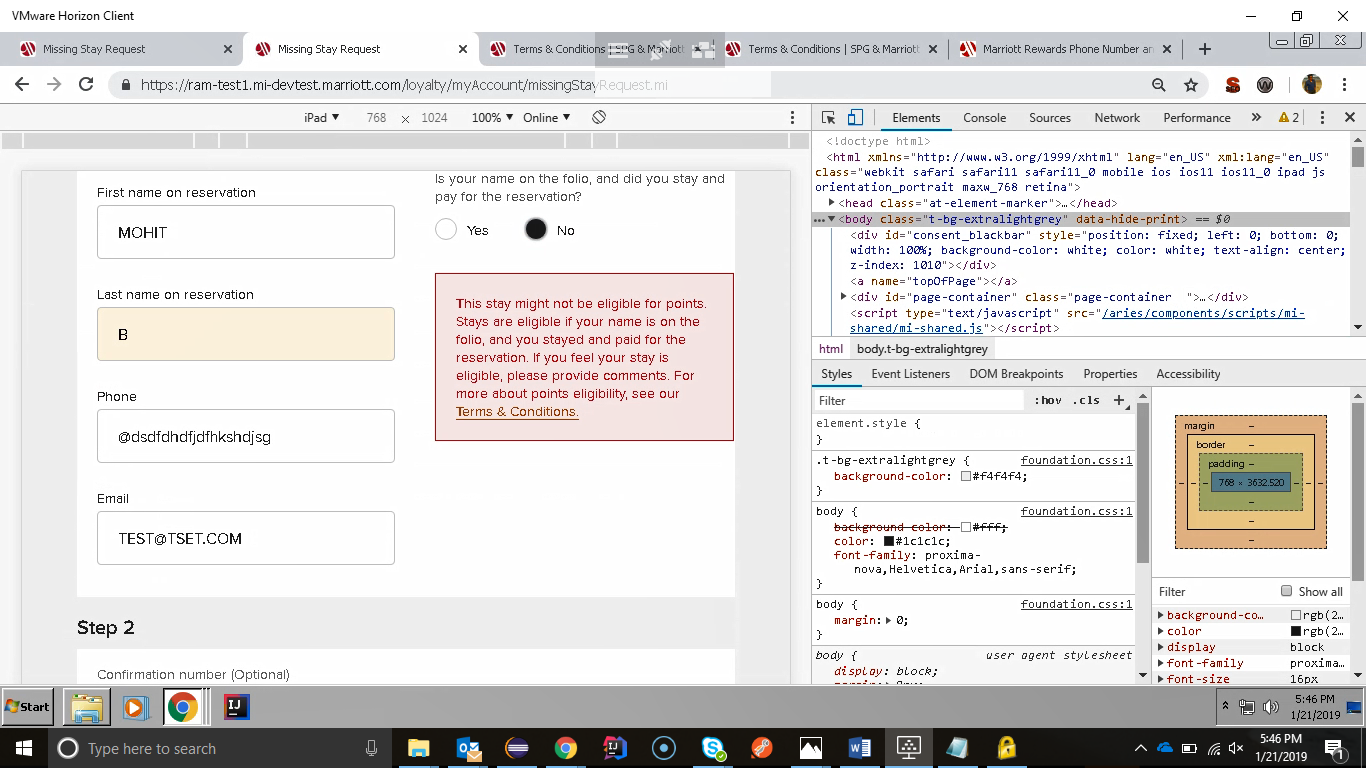 VMware Horizon Client
Missing Stay Request
Missing Stay Request
Terms & Conditions | SPG & Marriott
Terms & Conditions | SPG & Marriott
Marriott Rewards Phone Number an
https://ram-test1.mi-devtest.marriott.com/loyalty/myAccount/missingStayRequest.mi
iPad ▼ 768 × 1024 100% ▼ Online ▼
First name on reservation
MOHIT
Last name on reservation
B
Phone
@dsdfdhdfjdfhkshdjsg
Email
TEST@TSET.COM
Is your name on the folio, and did you stay and
pay for the reservation?
Yes No
This stay might not be eligible for points.
Stays are eligible if your name is on the
folio, and you stayed and paid for the
reservation. If you feel your stay is
eligible, please provide comments. For
more about points eligibility, see our
Terms & Conditions.
Step 2
Confirmation number (Optional)
Elements Console Sources Network Performance » 2
<!doctype html>
<html xmlns="http://www.w3.org/1999/xhtml" lang="en_US" xml:lang="en_US"
class="webkit safari safari11 safari11_0 mobile ios ios11 ios11_0 ipad js
orientation_portrait maxw_768 retina">
▶<head class="at-element-marker">…</head>
…▼<body class="t-bg-extralightgrey" data-hide-print> == $0
<div id="consent_blackbar" style="position: fixed; left: 0; bottom: 0;
width: 100%; background-color: white; color: white; text-align: center;
z-index: 1010"></div>
<a name="topOfPage"></a>
▶<div id="page-container" class="page-container  ">…</div>
<script type="text/javascript" src="/aries/components/scripts/mi-
shared/mi-shared.js"></script>
html body.t-bg-extralightgrey
Styles Event Listeners DOM Breakpoints Properties Accessibility
Filter :hov .cls +
element.style {
}
.t-bg-extralightgrey { foundation.css:1
background-color: #f4f4f4;
}
body { foundation.css:1
background-color: #fff;
color: #1c1c1c;
font-family: proxima-
nova,Helvetica,Arial,sans-serif;
}
body { foundation.css:1
margin:▶ 0;
}
body { user agent stylesheet
display: block;
margin: 8px;
margin –
border –
padding –
– – – 768 × 3632.520 – – –
–
–
–
Filter Show all
▶ background-co… rgb(2…
▶ color rgb(2…
▶ display block
▶ font-family proxima…
▶ font-size 16px
Start
5:46 PM
1/21/2019
Type here to search
5:46 PM
1/21/2019
1